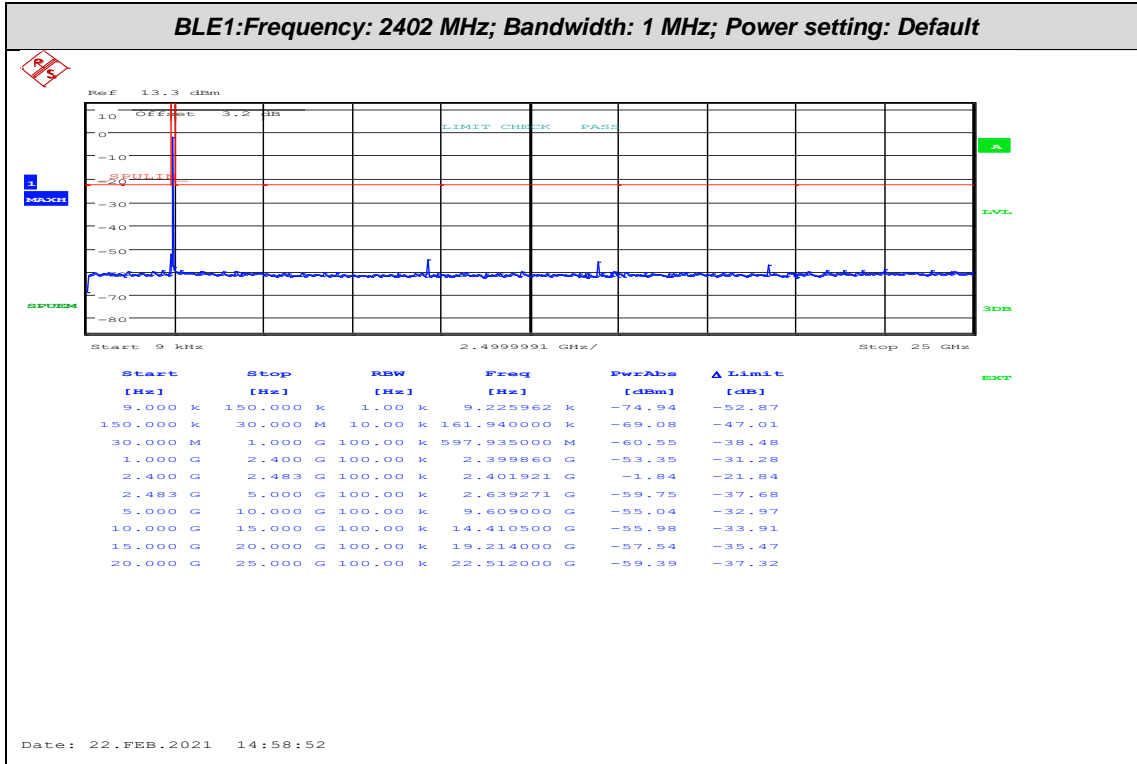 BLE1:Frequency: 2402 MHz; Bandwidth: 1 MHz; Power setting: Default
R S
Ref 13.3 dBm
10 Offset 3.2 dB
LIMIT CHECK PASS
0
A
-10
SPULIN
-20
1
MAXH
-30
LVL
-40
-50
-70
SPUEM
3DB
-80
Start 9 kHz 2.4999991 GHz/ Stop 25 GHz
Start Stop RBW Freq PwrAbs Δ Limit
EXT
[Hz] [Hz] [Hz] [Hz] [dBm] [dB]
9.000 k 150.000 k 1.00 k 9.225962 k -74.94 -52.87
150.000 k 30.000 M 10.00 k 161.940000 k -69.08 -47.01
30.000 M 1.000 G 100.00 k 597.935000 M -60.55 -38.48
1.000 G 2.400 G 100.00 k 2.399860 G -53.35 -31.28
2.400 G 2.483 G 100.00 k 2.401921 G -1.84 -21.84
2.483 G 5.000 G 100.00 k 2.639271 G -59.75 -37.68
5.000 G 10.000 G 100.00 k 9.609000 G -55.04 -32.97
10.000 G 15.000 G 100.00 k 14.410500 G -55.98 -33.91
15.000 G 20.000 G 100.00 k 19.214000 G -57.54 -35.47
20.000 G 25.000 G 100.00 k 22.512000 G -59.39 -37.32
Date: 22.FEB.2021 14:58:52